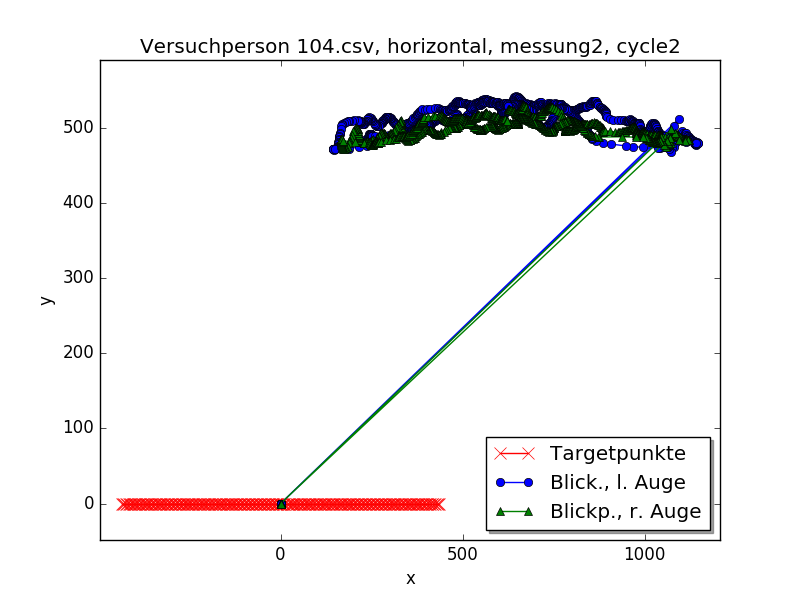 Versuchperson 104.csv, horizontal, messung2, cycle2
y
500
400
300
200
100
0
0 500 1000
x
Targetpunkte
Blick., l. Auge
Blickp., r. Auge